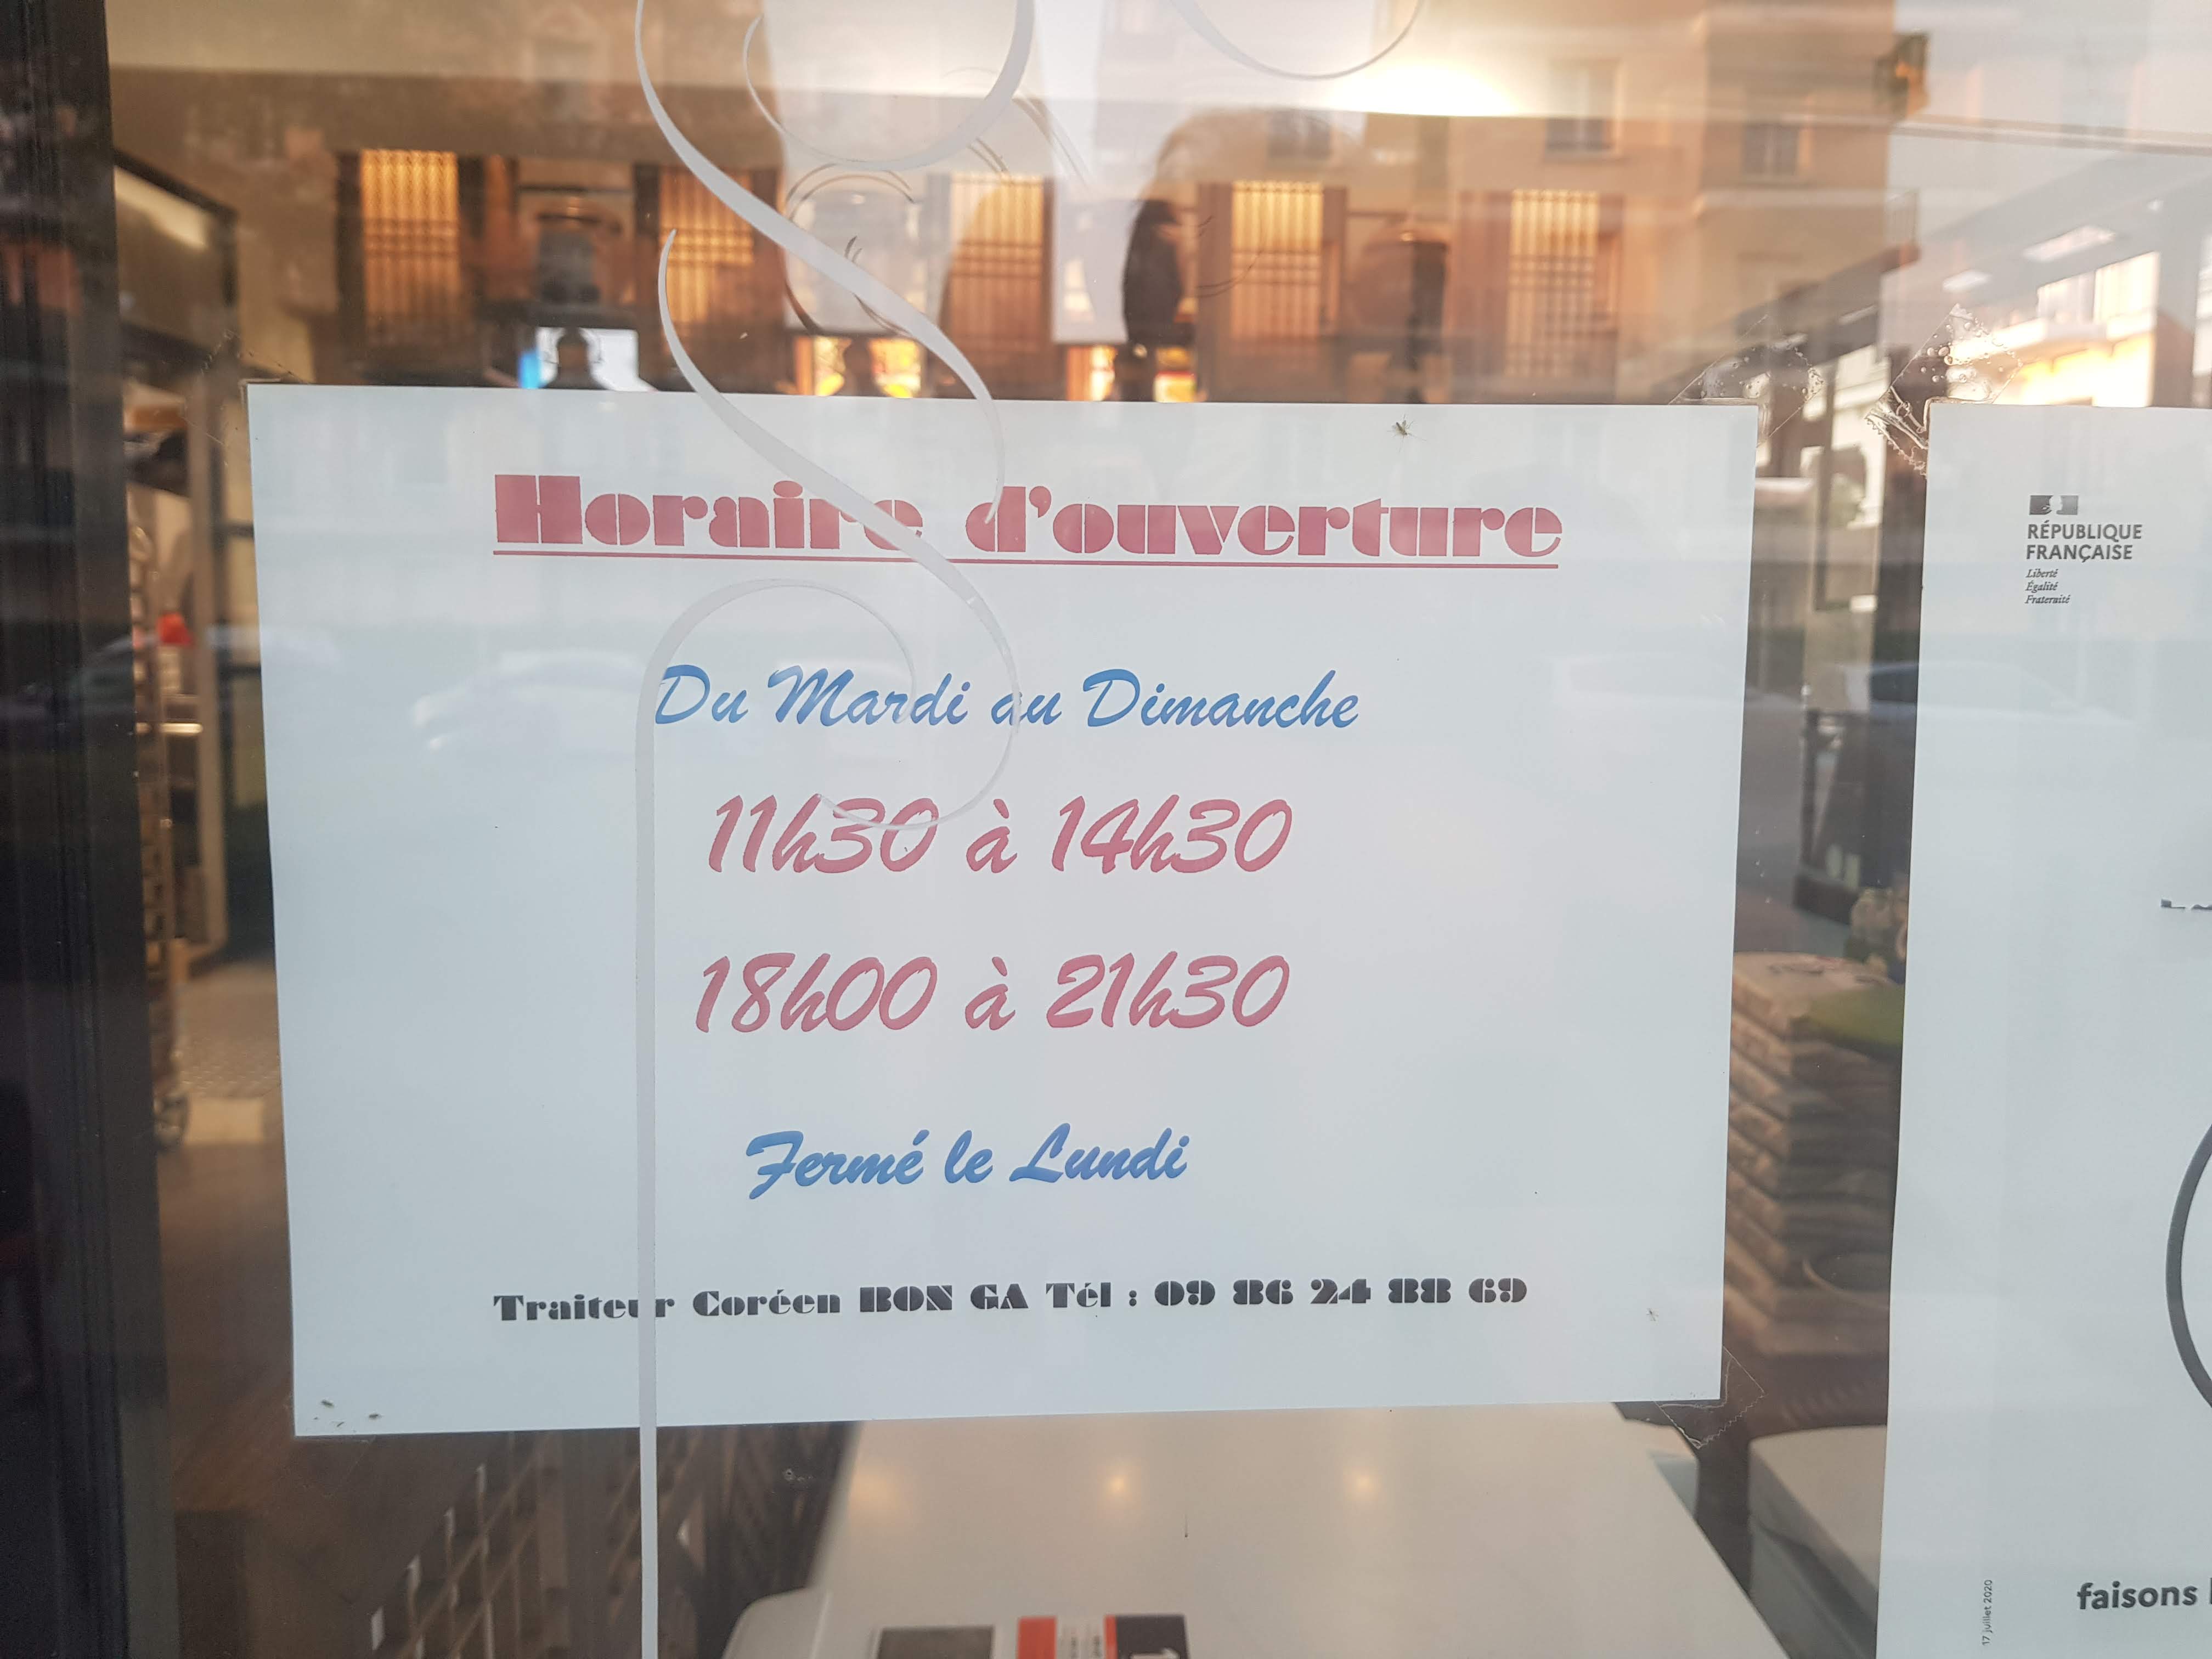 Horaire d'ouverture
Du Mardi au Dimanche
11h30 à 14h30
18h00 à 21h30
Fermé le Lundi
Traiteur Coréen BON GA Tél : 09 86 24 88 69
RÉPUBLIQUE
FRANÇAISE
Liberté
Égalité
Fraternité
faisons
17 juillet 2020